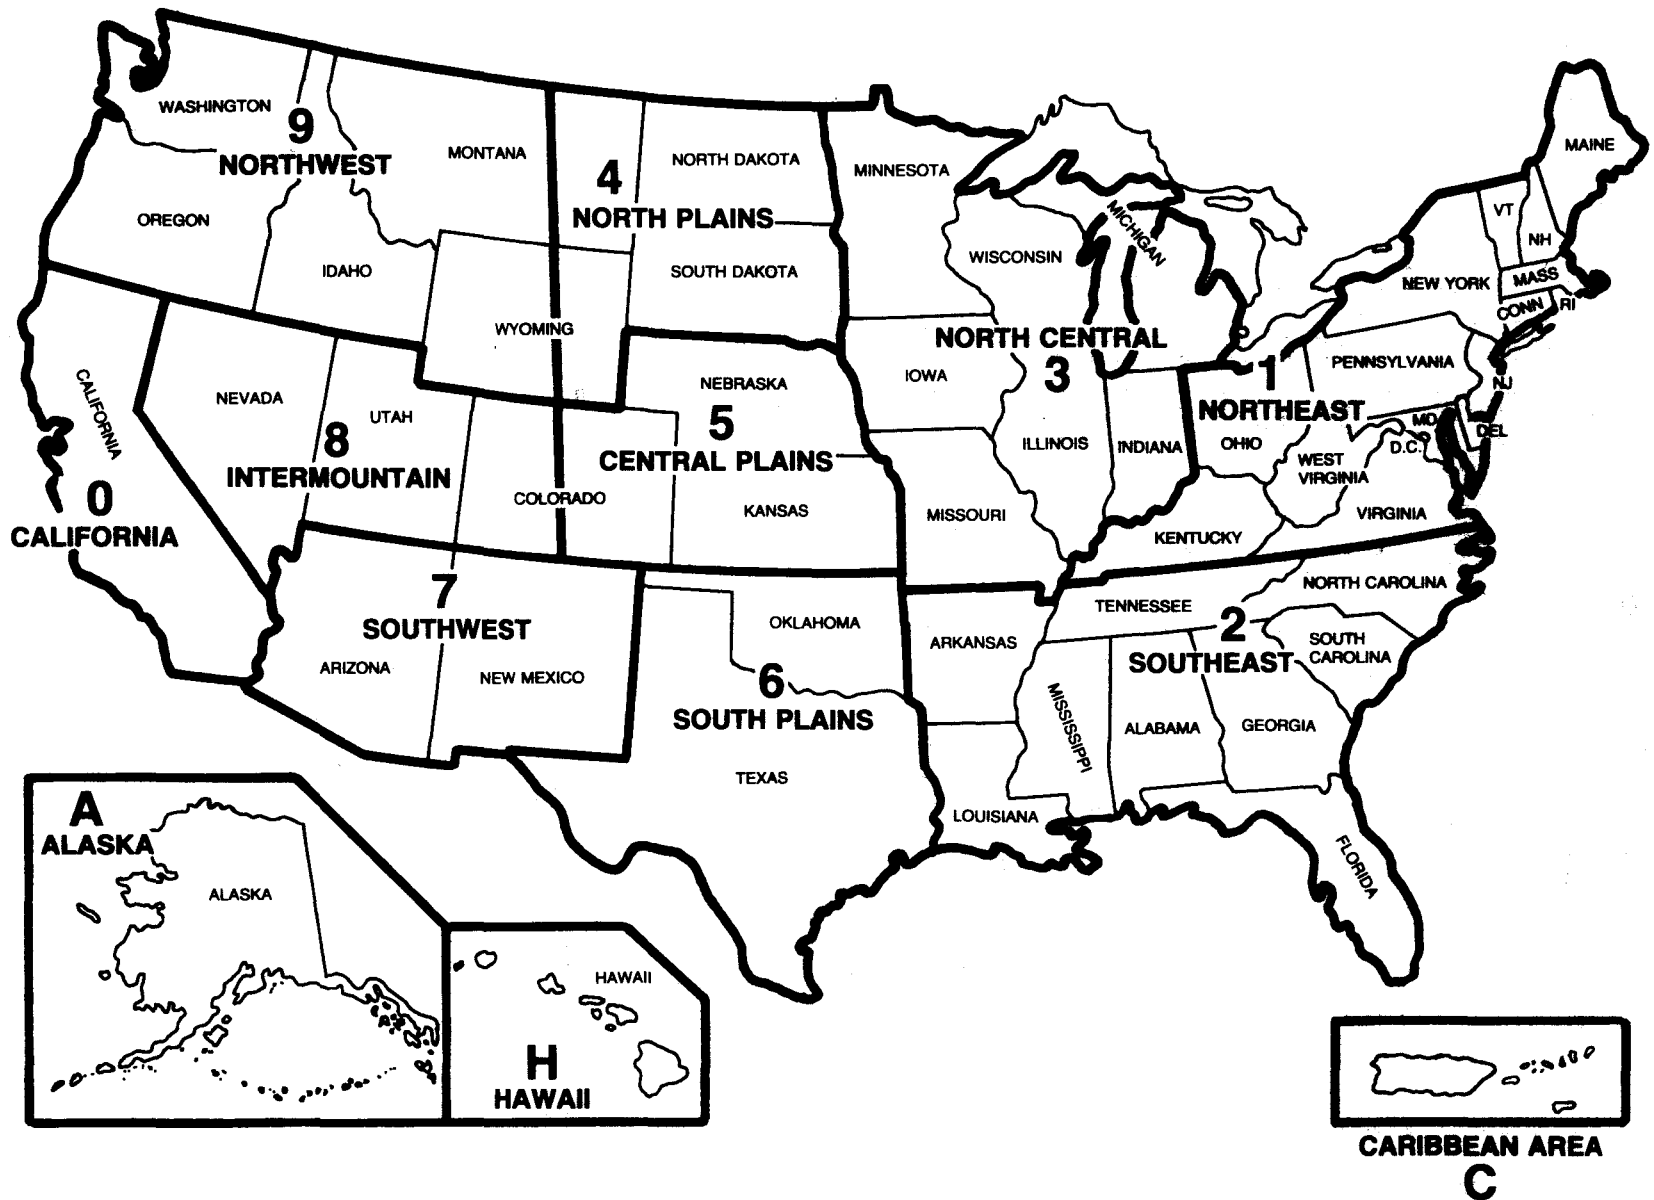 WASHINGTON
9
NORTHWEST
MONTANA
OREGON
IDAHO
WYOMING
4
NORTH PLAINS
NORTH DAKOTA
SOUTH DAKOTA
MINNESOTA
WISCONSIN
MICHIGAN
NORTH CENTRAL
3
IOWA
ILLINOIS
INDIANA
MISSOURI
MAINE
VT
NH
NEW YORK
MASS
CONN
RI
PENNSYLVANIA
NJ
1
NORTHEAST
OHIO
MD
DEL
D.C.
WEST
VIRGINIA
VIRGINIA
KENTUCKY
CALIFORNIA
0
CALIFORNIA
NEVADA
UTAH
8
INTERMOUNTAIN
COLORADO
NEBRASKA
5
CENTRAL PLAINS
KANSAS
7
SOUTHWEST
ARIZONA
NEW MEXICO
OKLAHOMA
6
SOUTH PLAINS
TEXAS
ARKANSAS
LOUISIANA
TENNESSEE
NORTH CAROLINA
2
SOUTHEAST
SOUTH
CAROLINA
MISSISSIPPI
ALABAMA
GEORGIA
FLORIDA
A
ALASKA
ALASKA
HAWAII
H
HAWAII
CARIBBEAN AREA
C